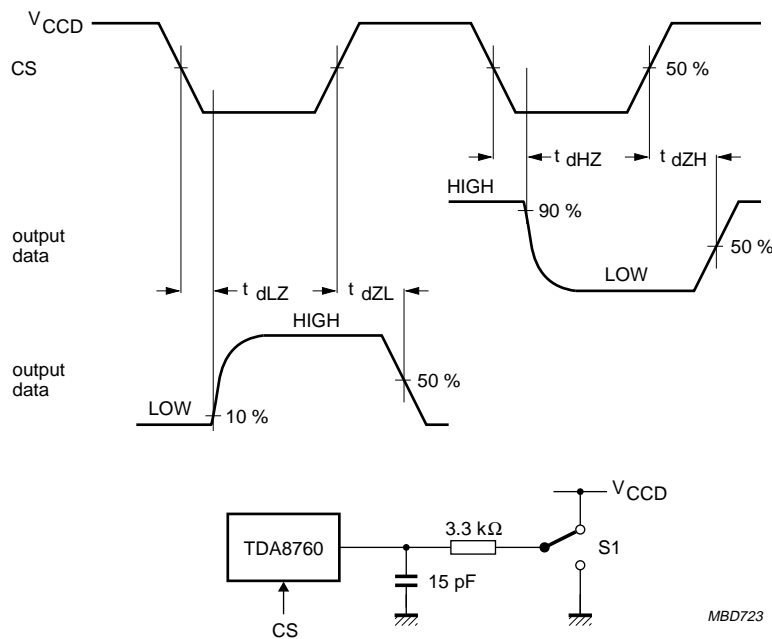 V CCD
CS
50 %
t dHZ
t dZH
HIGH
90 %
output
data
50 %
LOW
t dLZ
t dZL
HIGH
output
data
50 %
LOW
10 %
V CCD
3.3 kΩ
TDA8760
S1
15 pF
CS
MBD723